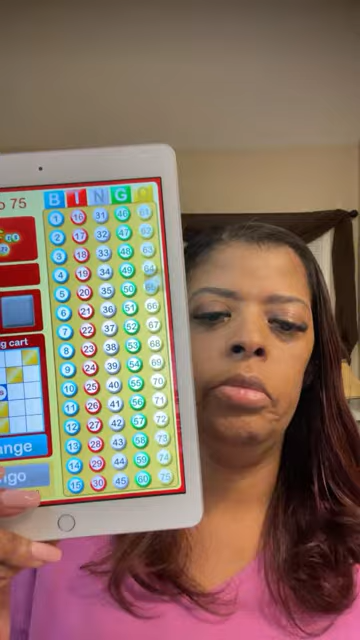 o 75
B I N G O
1 16 31 46 61
2 17 32 47 62
3 18 33 48 63
4 19 34 49 64
5 20 35 50 65
6 21 36 51 66
7 22 37 52 67
8 23 38 53 68
9 24 39 54 69
10 25 40 55 70
11 26 41 56 71
12 27 42 57 72
13 28 43 58 73
14 29 44 59 74
15 30 45 60 75
g cart
ange
igo